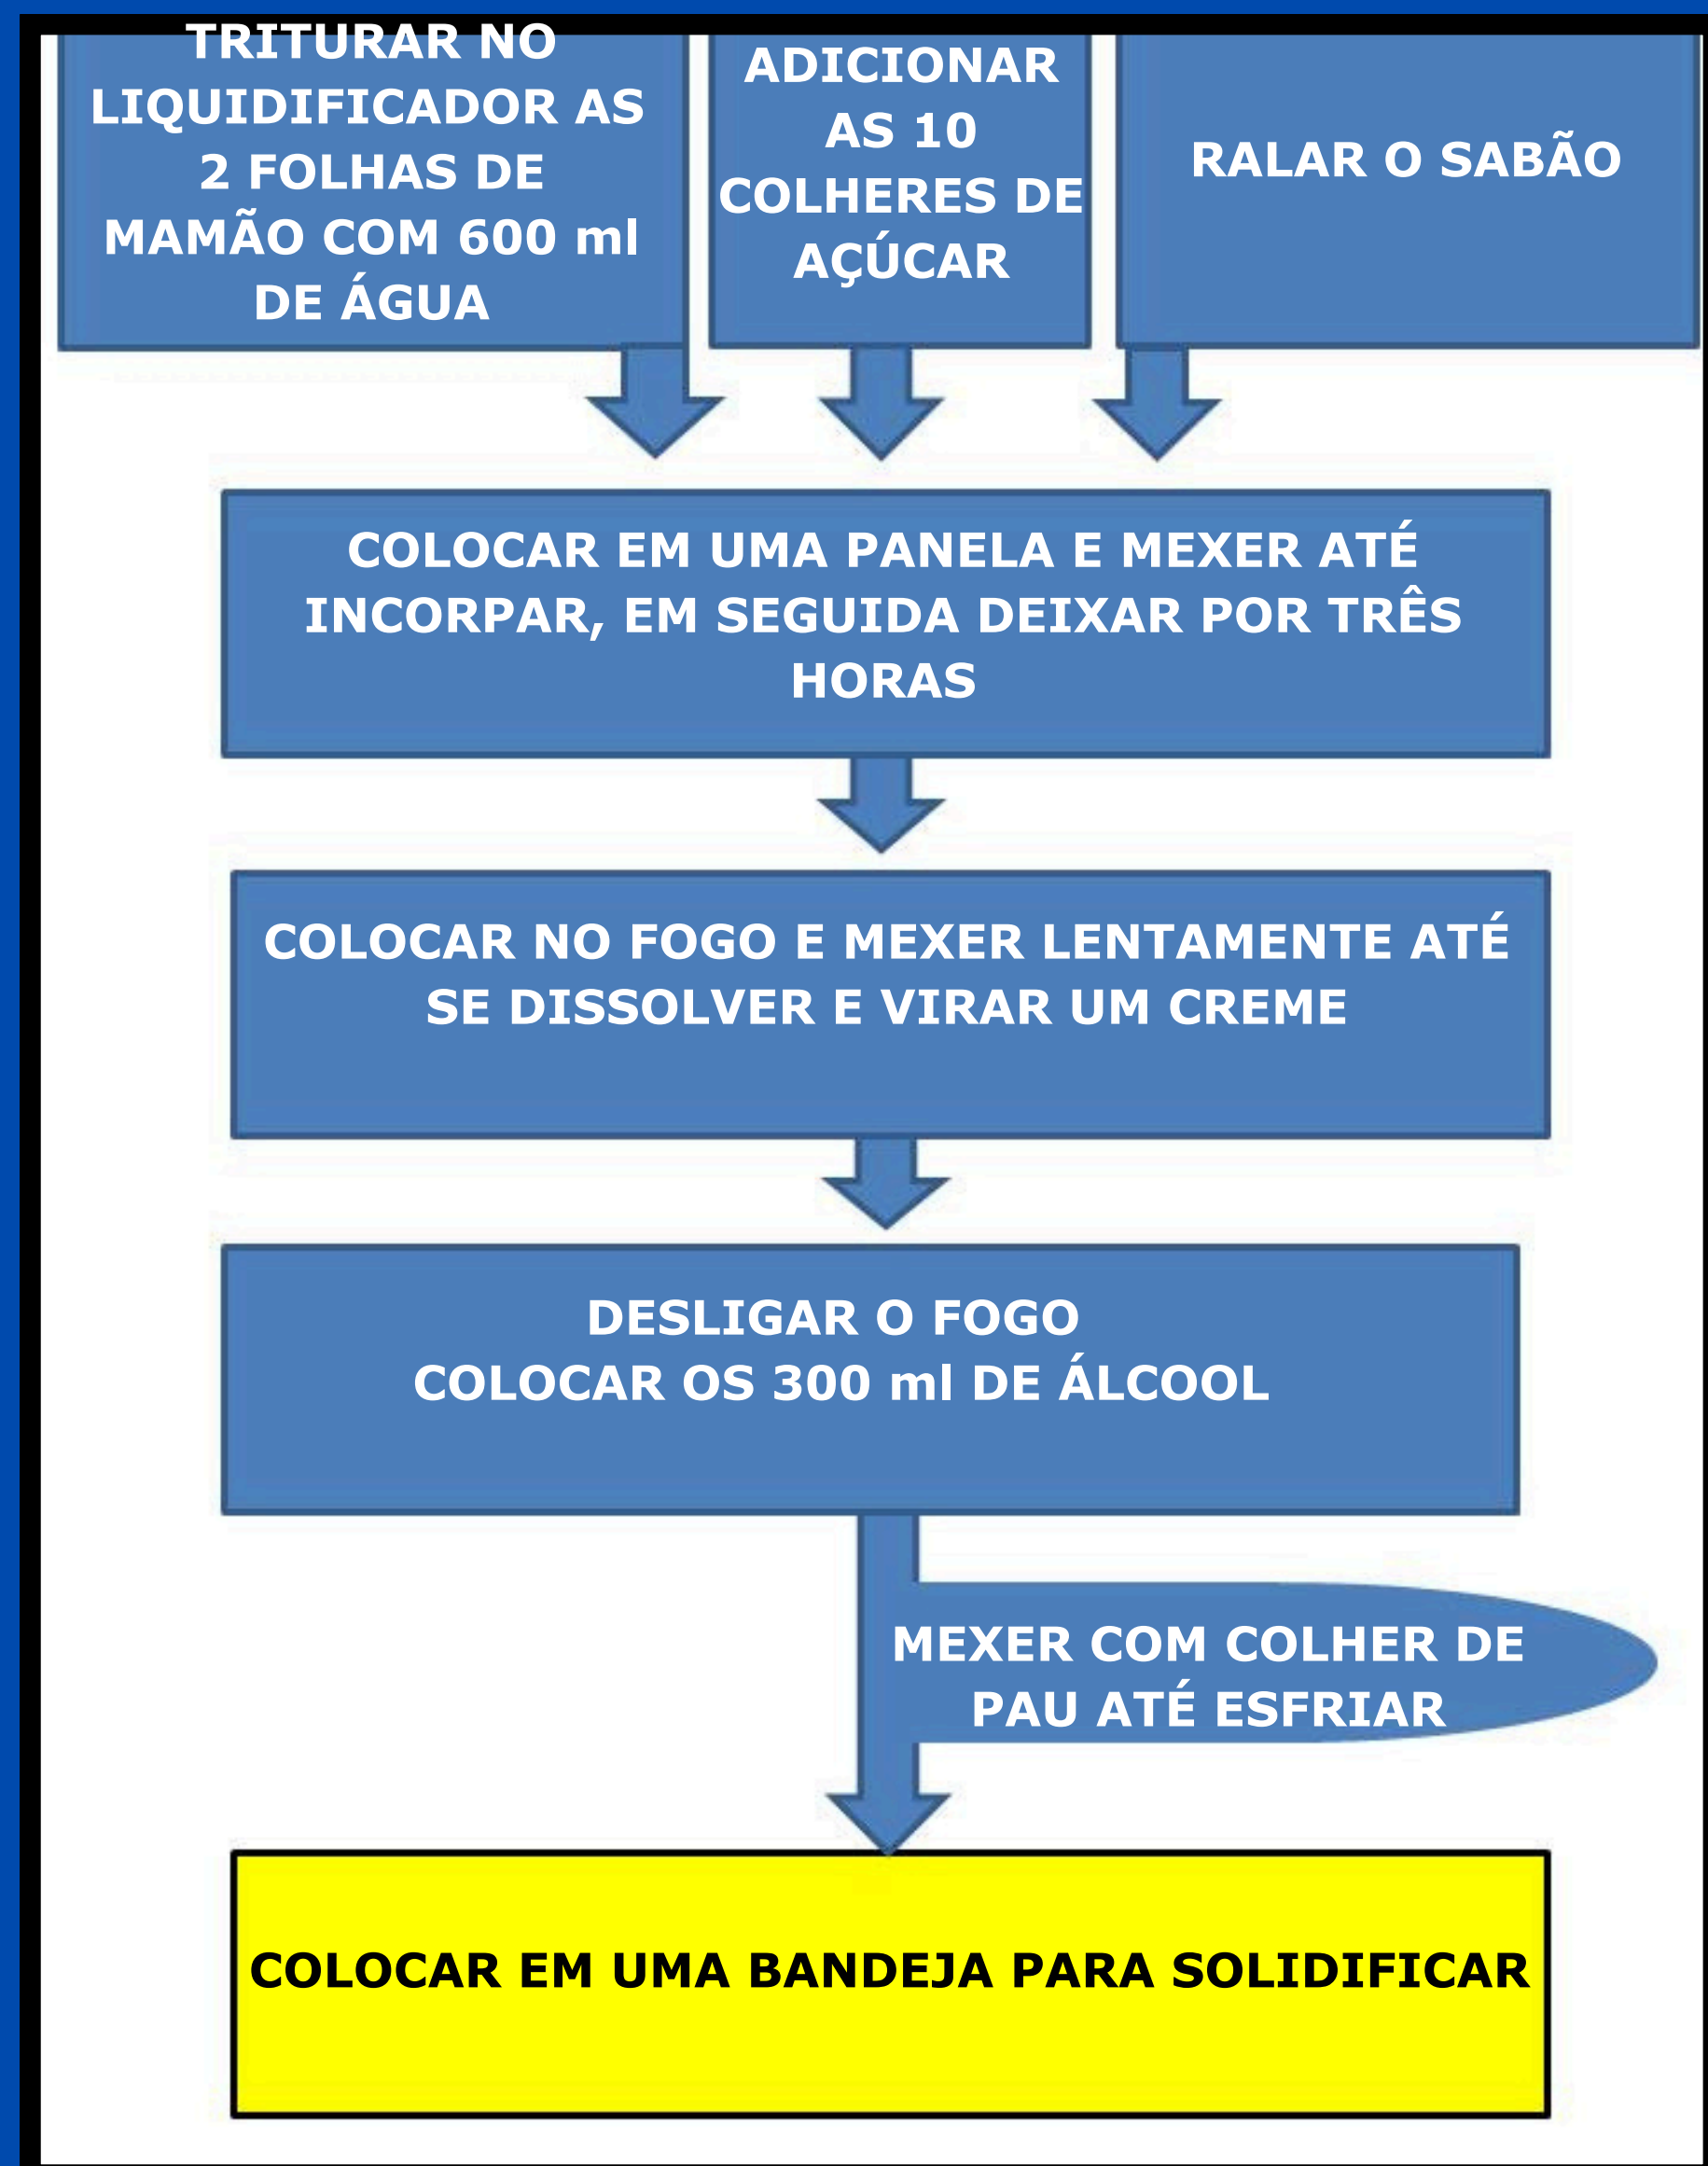 TRITURAR NO
LIQUIDIFICADOR AS
2 FOLHAS DE
MAMÃO COM 600 ml
DE ÁGUA
ADICIONAR
AS 10
COLHERES DE
AÇÚCAR
RALAR O SABÃO
COLOCAR EM UMA PANELA E MEXER ATÉ
INCORPAR, EM SEGUIDA DEIXAR POR TRÊS
HORAS
COLOCAR NO FOGO E MEXER LENTAMENTE ATÉ
SE DISSOLVER E VIRAR UM CREME
DESLIGAR O FOGO
COLOCAR OS 300 ml DE ÁLCOOL
MEXER COM COLHER DE
PAU ATÉ ESFRIAR
COLOCAR EM UMA BANDEJA PARA SOLIDIFICAR